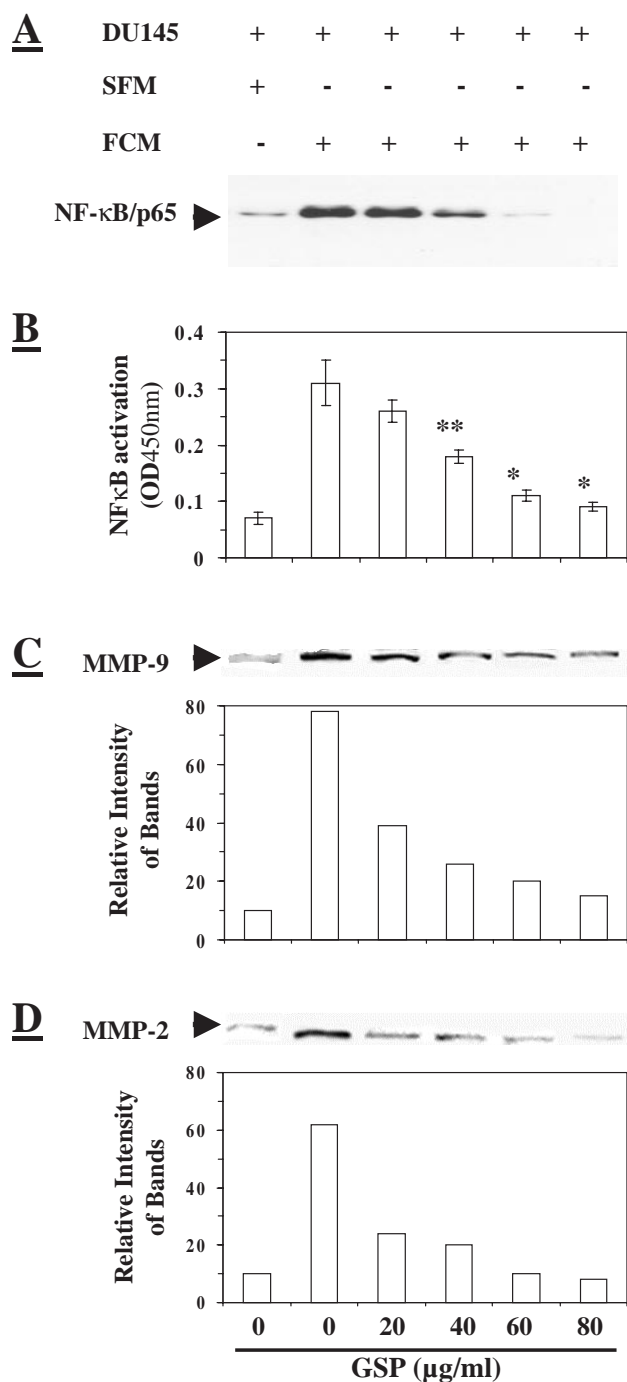 A DU145 + + + + + +
SFM + - - - - -
FCM - + + + + +
NF-κB/p65
B
NFκB activation
(OD450nm)
0.4
0.3
0.2
0.1
0
**
*
*
C MMP-9
Relative Intensity
of Bands
80
60
40
20
0
D MMP-2
Relative Intensity
of Bands
80
60
40
20
0
0 0 20 40 60 80
GSP (µg/ml)